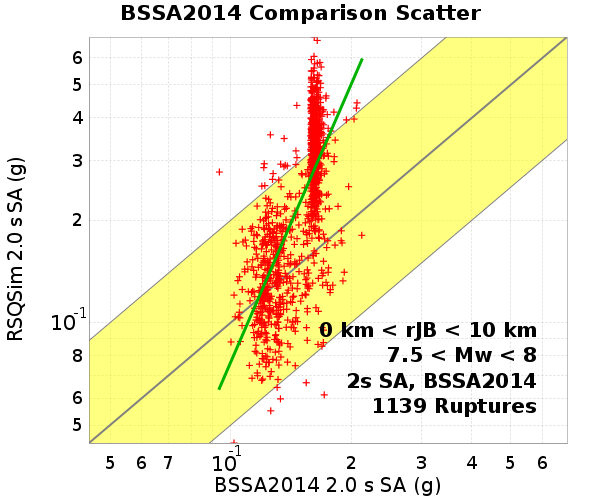 BSSA2014 Comparison Scatter
RSQSim 2.0 s SA (g)
6
5
4
3
2
10^-1
8
6
5
0 km < rJB < 10 km
7.5 < Mw < 8
2s SA, BSSA2014
1139 Ruptures
5 6 7 10^-1 2 3 4 5 6
BSSA2014 2.0 s SA (g)